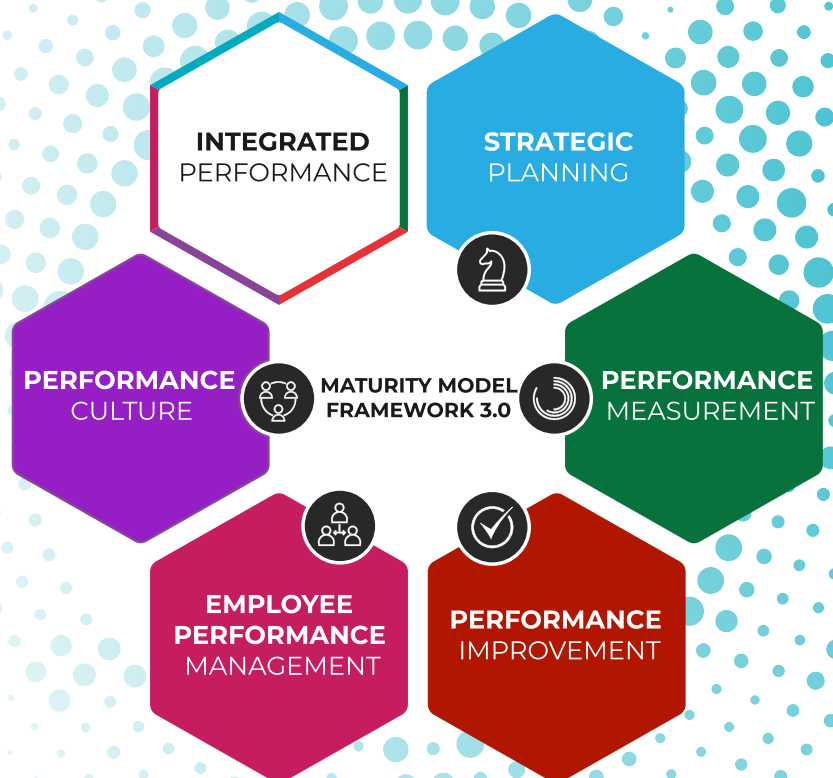 INTEGRATED
PERFORMANCE
STRATEGIC
PLANNING
PERFORMANCE
CULTURE
MATURITY MODEL
FRAMEWORK 3.0
PERFORMANCE
MEASUREMENT
EMPLOYEE
PERFORMANCE
MANAGEMENT
PERFORMANCE
IMPROVEMENT